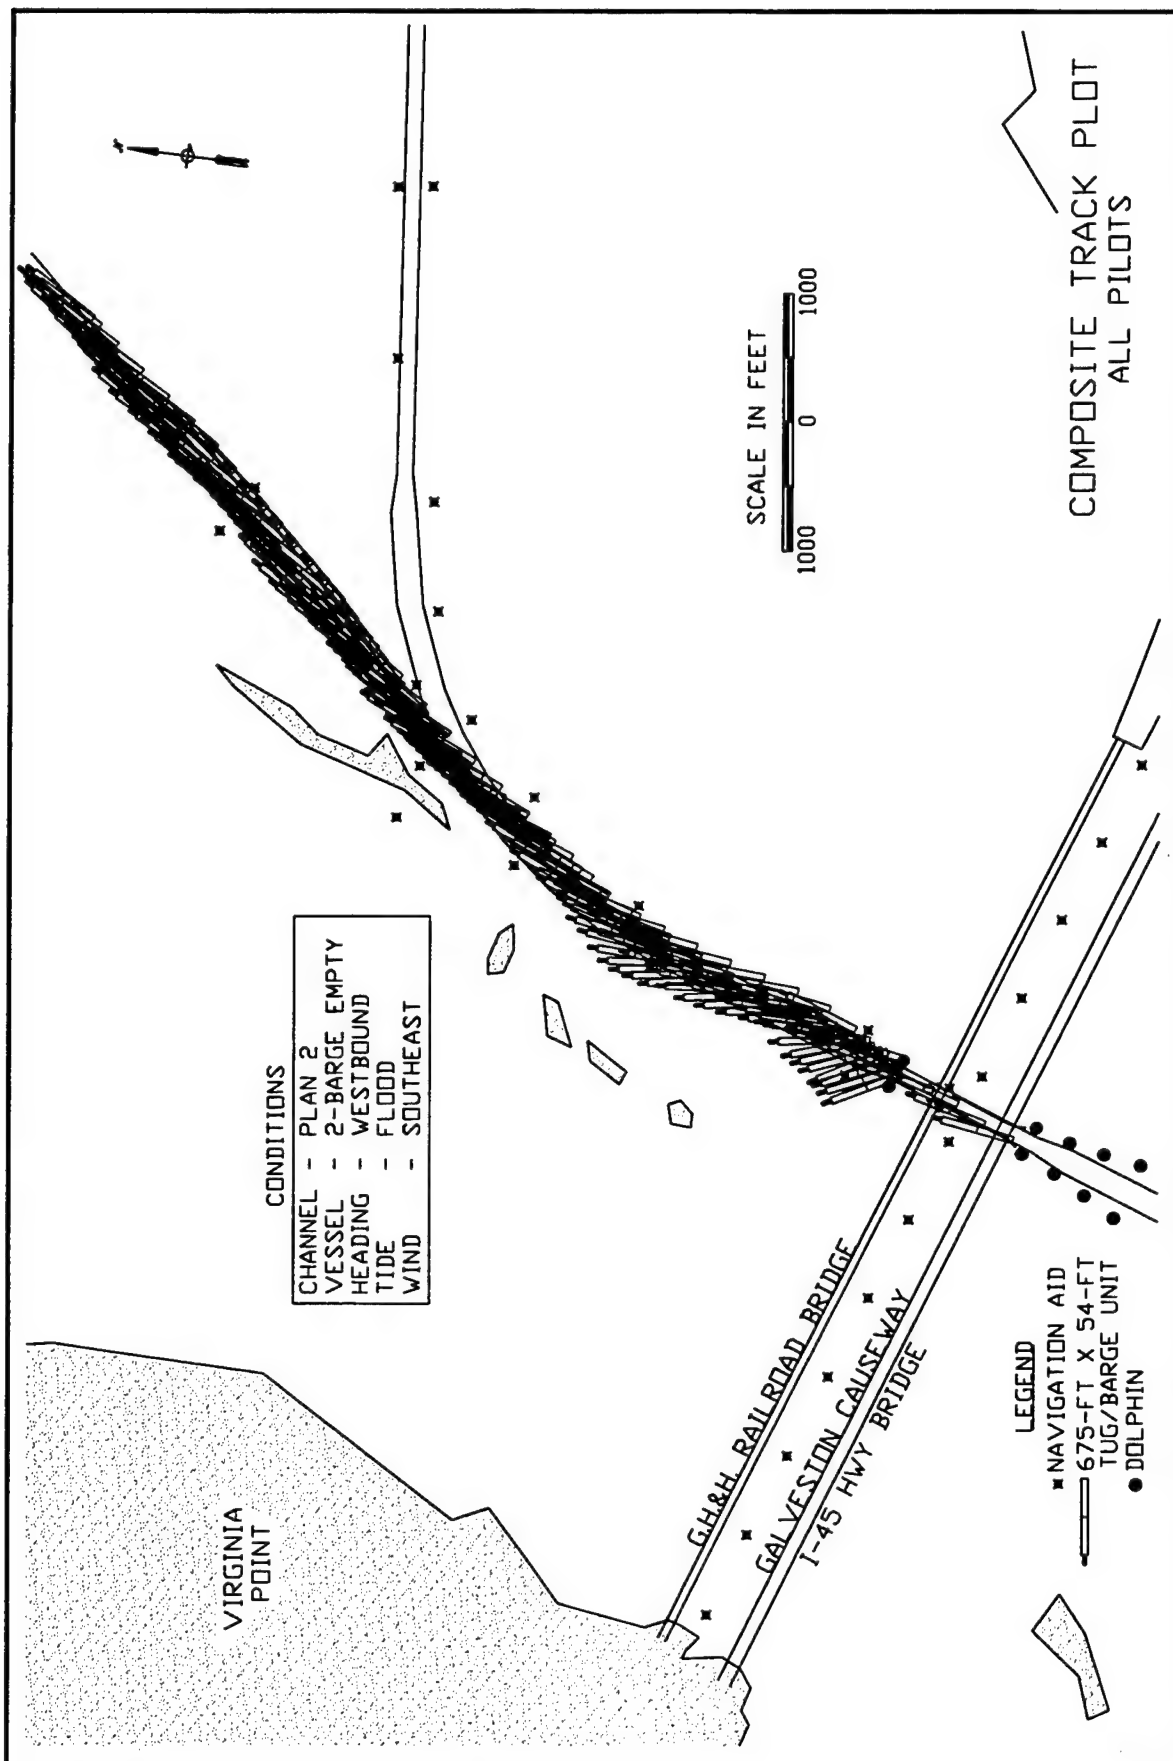 CONDITIONS
CHANNEL - PLAN 2
VESSEL - 2-BARGE EMPTY
HEADING - WESTBOUND
TIDE - FLOOD
WIND - SOUTHEAST
VIRGINIA
POINT
G.H.&H. RAILROAD BRIDGE
GALVESTON CAUSEWAY
I-45 HWY BRIDGE
SCALE IN FEET
1000 0 1000
LEGEND
NAVIGATION AID
675-FT X 54-FT
TUG/BARGE UNIT
DOLPHIN
COMPOSITE TRACK PLOT
ALL PILOTS